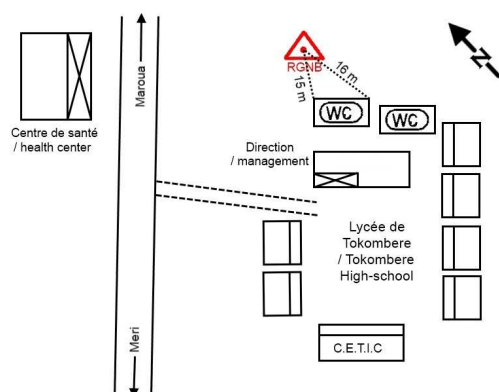 Maroua
Meri
Centre de santé
/ health center
RGNB
15 m
16 m
WC
WC
N
Direction
/ management
Lycée de
Tokombere
/ Tokombere
High-school
C.E.T.I.C